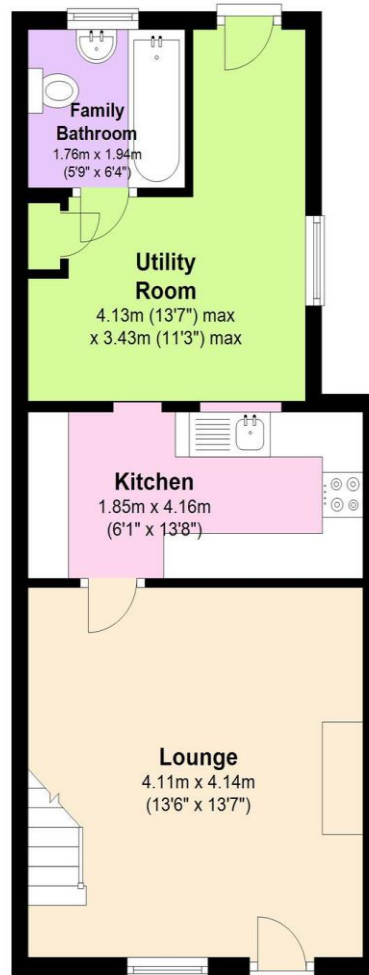 Family
Bathroom
1.76m x 1.94m
(5'9" x 6'4")
Utility
Room
4.13m (13'7") max
x 3.43m (11'3") max
Kitchen
1.85m x 4.16m
(6'1" x 13'8")
Lounge
4.11m x 4.14m
(13'6" x 13'7")